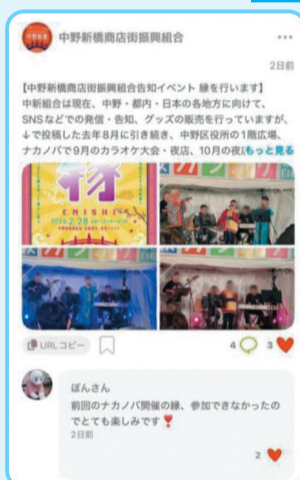 中野新橋商店街振興組合
2日前
【中野新橋商店街振興組合告知イベント 縁を行います】
中新組合は現在、中野・都内・日本の各地方に向けて、
SNSなどでの発信・告知、グッズの販売を行っていますが、
↓で投稿した去年8月に引き続き、中野区役所の1階広場、
ナカノバで9月のカラオケ大会・夜店、10月の夜店もっと見る
ENISHI
2.28
URLコピー
4
3
ぽんさん
前回のナカノバ開催の縁、参加できなかったの
でとても楽しみです❣
2日前
2